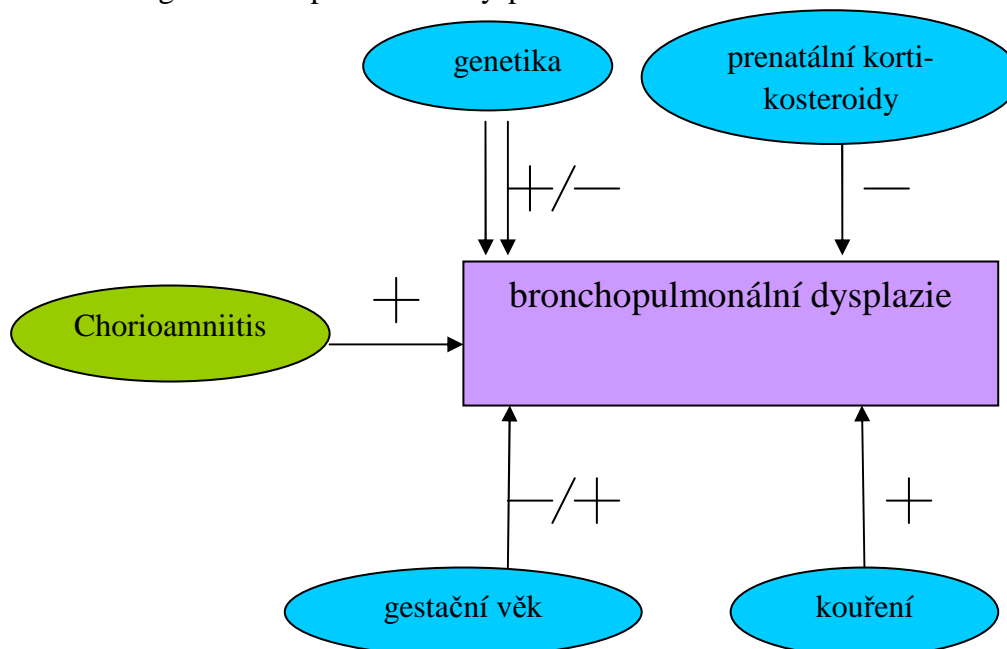 genetika
prenatální korti-
kosteroidy
+/—
—
bronchopulmonální dysplazie
+
Chorioamniitis
—/+
+
gestační věk
kouření